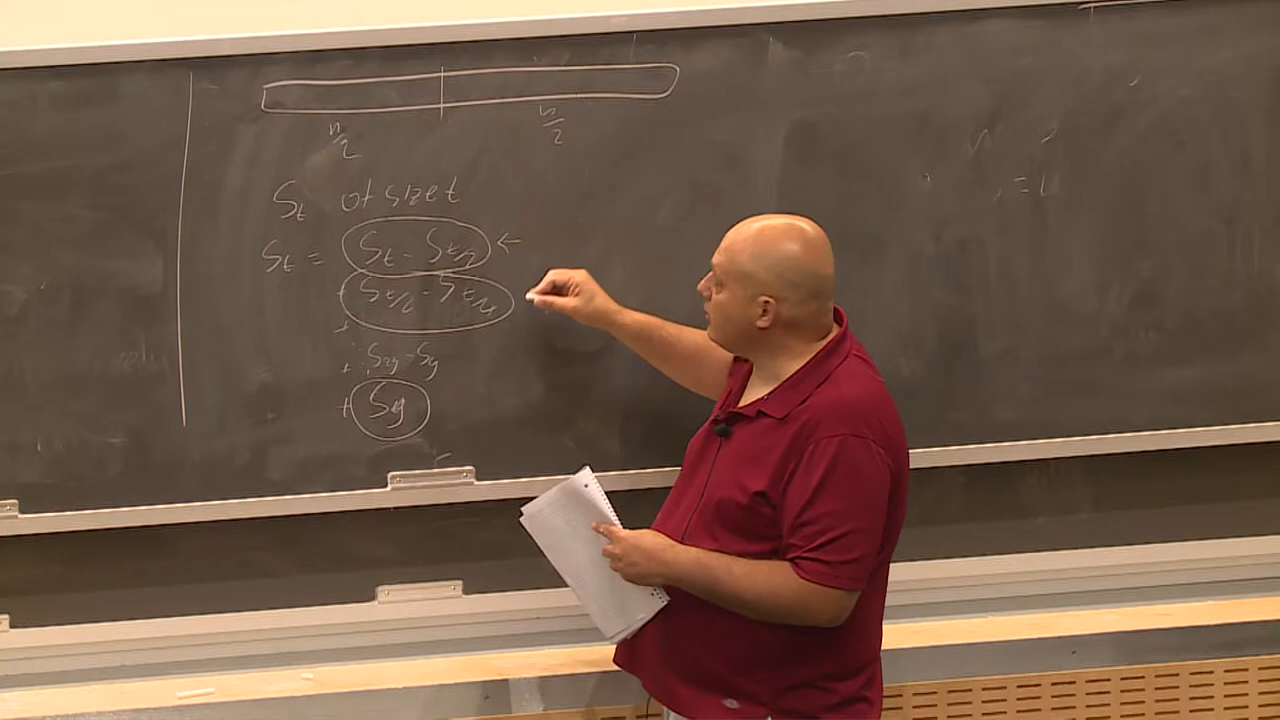 n/2 n/2
S_t of size t
S_t = S_t - S_{t/2} ←
+ S_{t/2} - S_{t/4}
+
+ S_{2y} - S_y
+ S_y